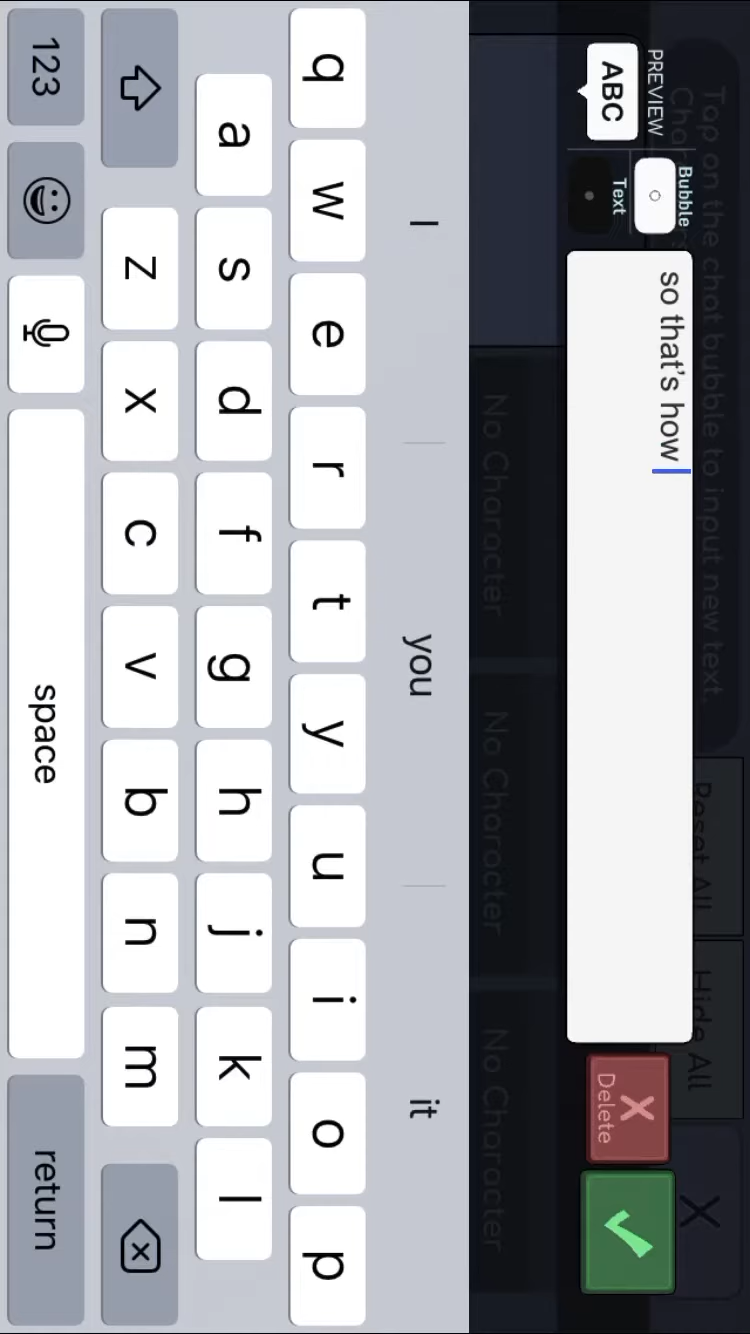 Tap on the chat bubble to input new text.
PREVIEW
ABC
Bubble
Text
so that's how
Reset All
Hide All
X
X
Delete
No Character
No Character
No Character
I
you
it
q w e r t y u i o p
a s d f g h j k l
z x c v b n m
123
space
return